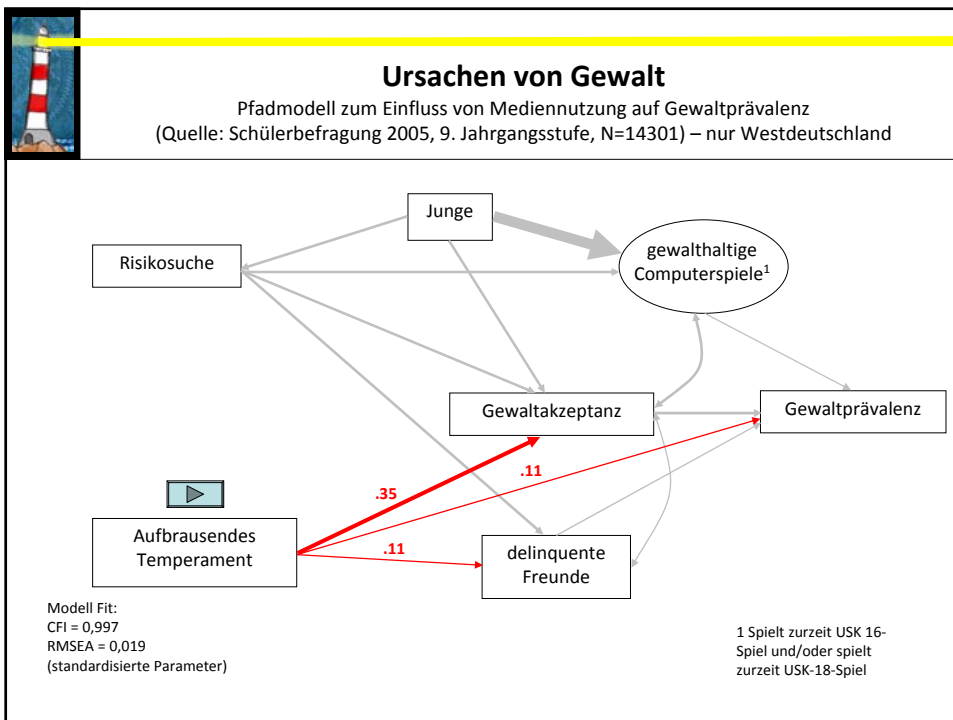 Ursachen von Gewalt
Pfadmodell zum Einfluss von Mediennutzung auf Gewaltprävalenz
(Quelle: Schülerbefragung 2005, 9. Jahrgangsstufe, N=14301) – nur Westdeutschland
Junge
gewalthaltige
Computerspiele¹
Risikosuche
Gewaltakzeptanz
Gewaltprävalenz
.11
.35
Aufbrausendes
Temperament
.11
delinquente
Freunde
Modell Fit:
CFI = 0,997
RMSEA = 0,019
(standardisierte Parameter)
1 Spielt zurzeit USK 16-
Spiel und/oder spielt
zurzeit USK-18-Spiel